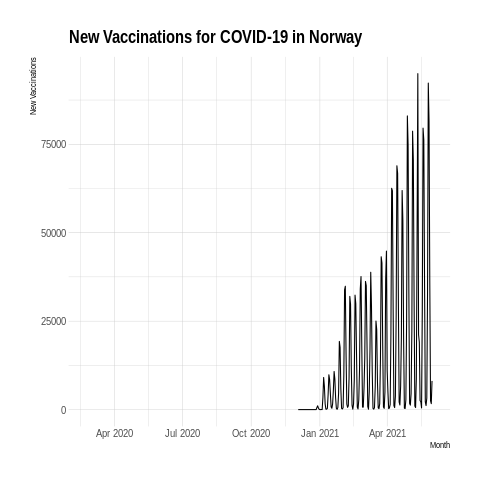 New Vaccinations for COVID-19 in Norway
New Vaccinations
75000
50000
25000
0
Apr 2020 Jul 2020 Oct 2020 Jan 2021 Apr 2021
Month